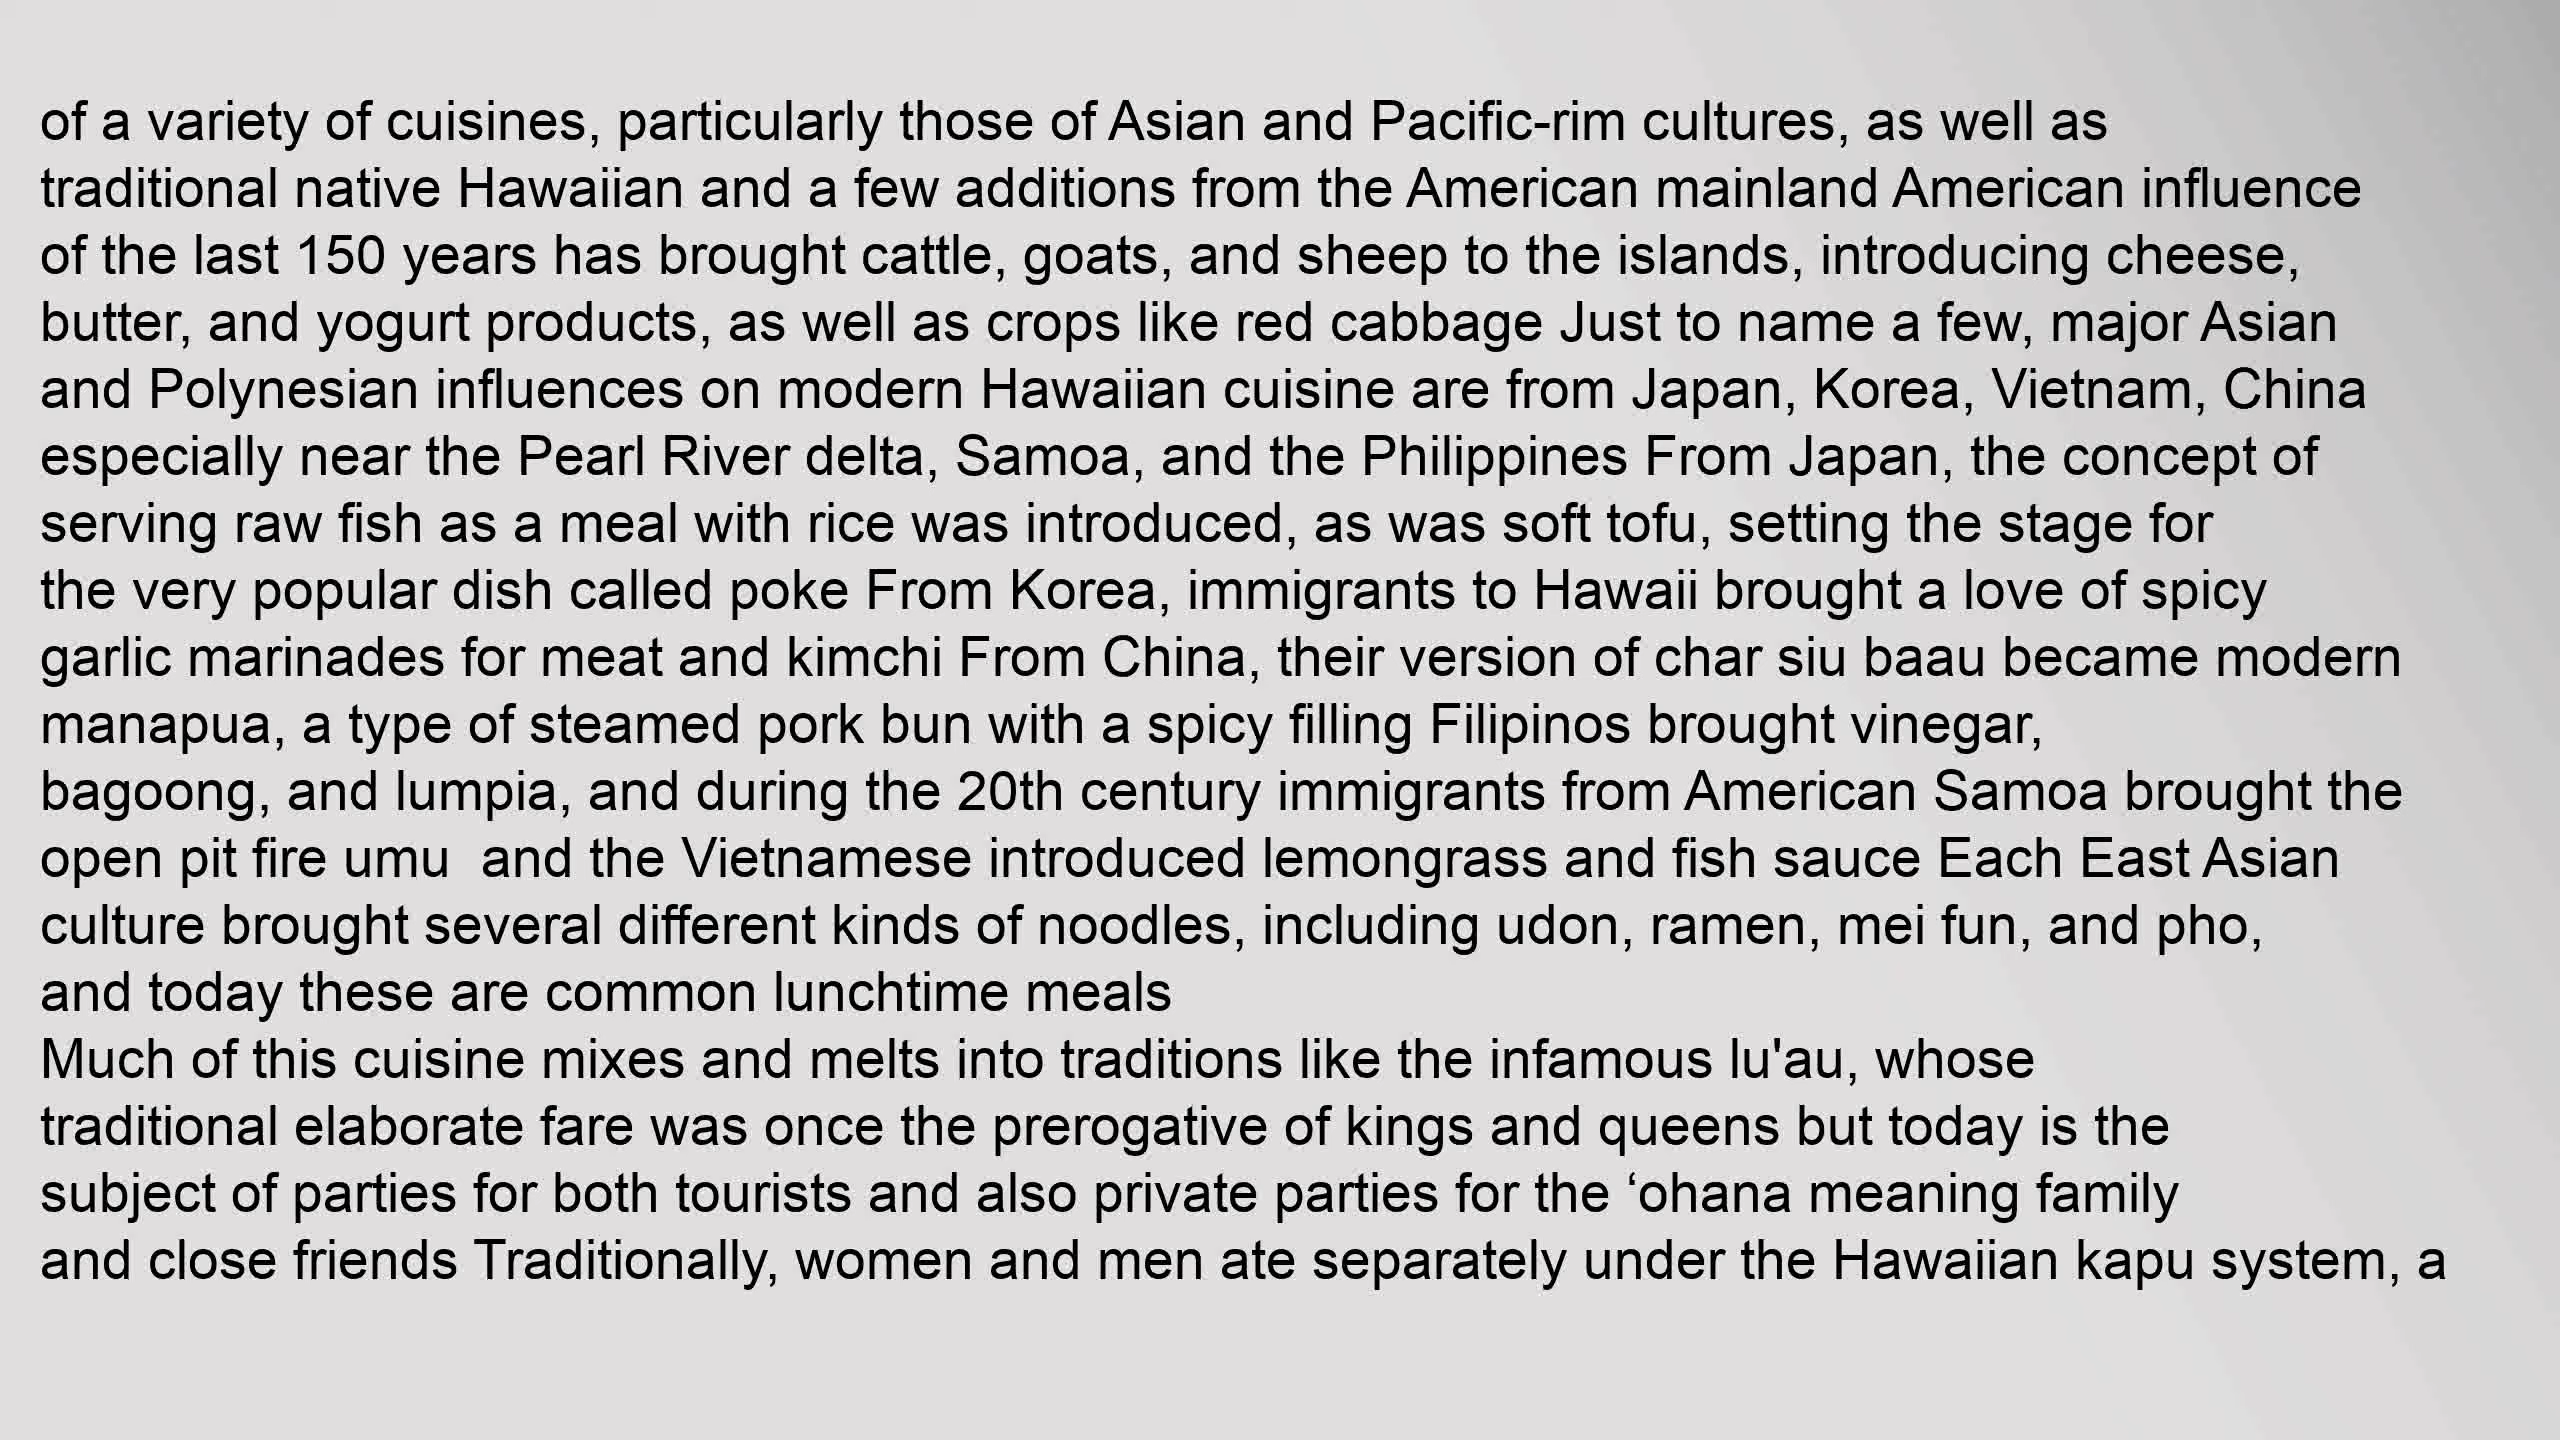 of a variety of cuisines, particularly those of Asian and Pacific-rim cultures, as well as
traditional native Hawaiian and a few additions from the American mainland American influence
of the last 150 years has brought cattle, goats, and sheep to the islands, introducing cheese,
butter, and yogurt products, as well as crops like red cabbage Just to name a few, major Asian
and Polynesian influences on modern Hawaiian cuisine are from Japan, Korea, Vietnam, China
especially near the Pearl River delta, Samoa, and the Philippines From Japan, the concept of
serving raw fish as a meal with rice was introduced, as was soft tofu, setting the stage for
the very popular dish called poke From Korea, immigrants to Hawaii brought a love of spicy
garlic marinades for meat and kimchi From China, their version of char siu baau became modern
manapua, a type of steamed pork bun with a spicy filling Filipinos brought vinegar,
bagoong, and lumpia, and during the 20th century immigrants from American Samoa brought the
open pit fire umu  and the Vietnamese introduced lemongrass and fish sauce Each East Asian
culture brought several different kinds of noodles, including udon, ramen, mei fun, and pho,
and today these are common lunchtime meals
Much of this cuisine mixes and melts into traditions like the infamous lu'au, whose
traditional elaborate fare was once the prerogative of kings and queens but today is the
subject of parties for both tourists and also private parties for the ‘ohana meaning family
and close friends Traditionally, women and men ate separately under the Hawaiian kapu system, a